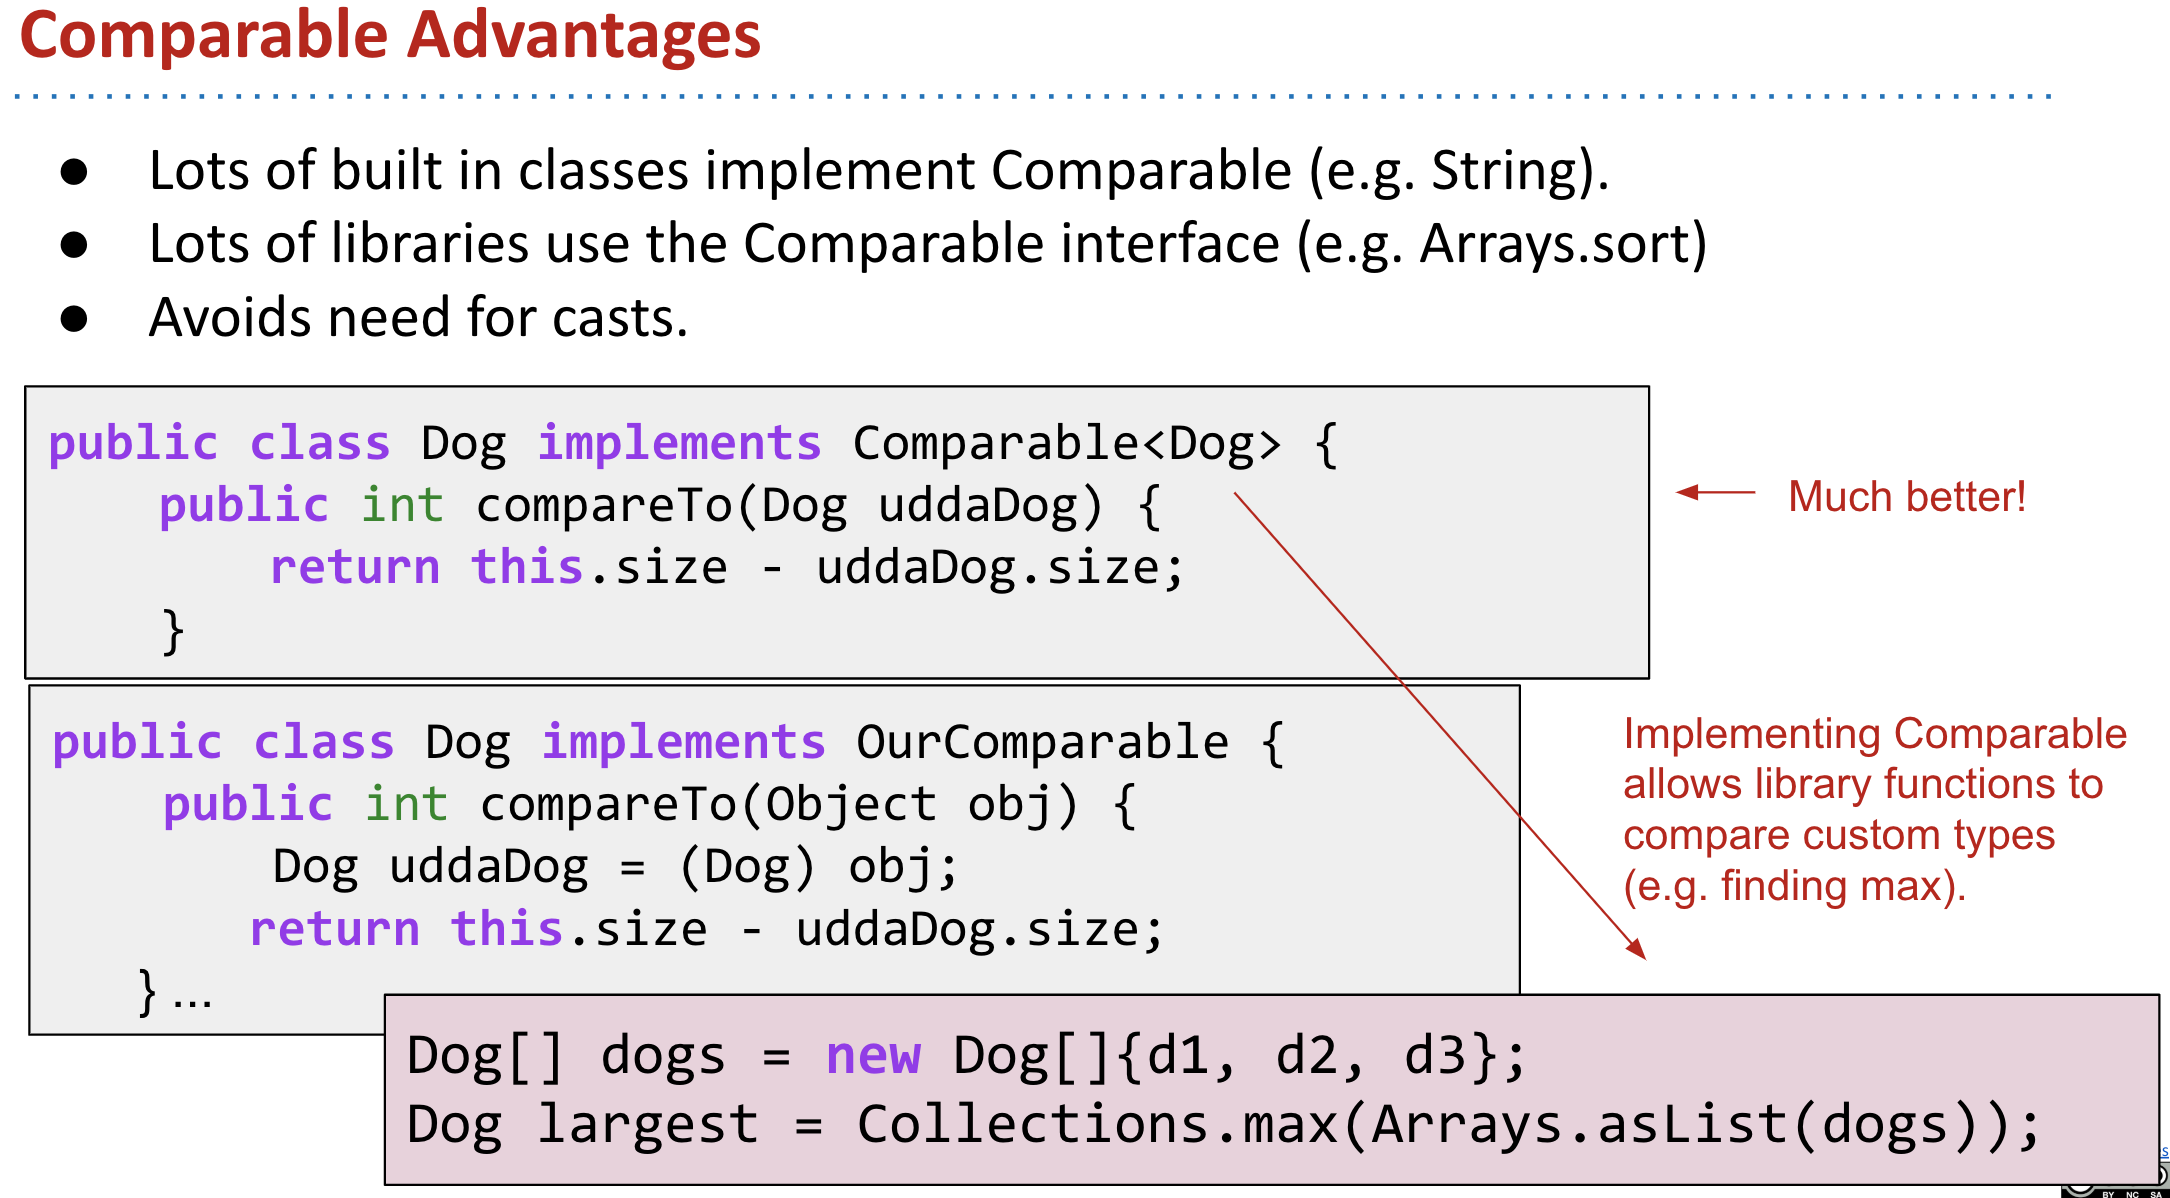 Comparable Advantages
● Lots of built in classes implement Comparable (e.g. String).
● Lots of libraries use the Comparable interface (e.g. Arrays.sort)
● Avoids need for casts.
public class Dog implements Comparable<Dog> {
public int compareTo(Dog uddaDog) {
return this.size - uddaDog.size;
}
Much better!
public class Dog implements OurComparable {
public int compareTo(Object obj) {
Dog uddaDog = (Dog) obj;
return this.size - uddaDog.size;
} ...
Implementing Comparable
allows library functions to
compare custom types
(e.g. finding max).
Dog[] dogs = new Dog[]{d1, d2, d3};
Dog largest = Collections.max(Arrays.asList(dogs));
BY NC SA